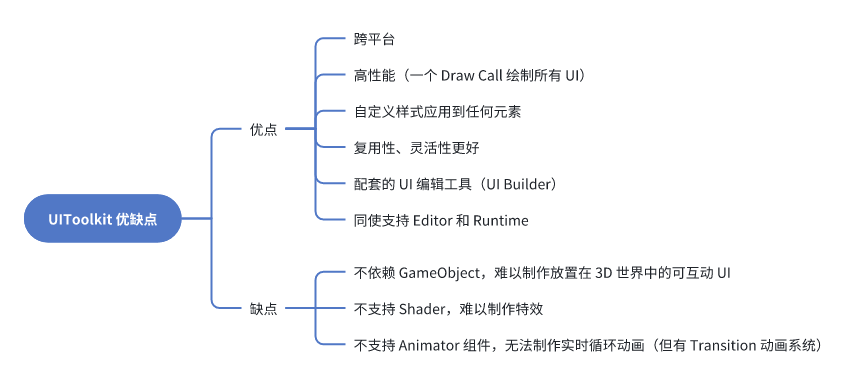 UIToolkit 优缺点
优点
跨平台
高性能（一个 Draw Call 绘制所有 UI）
自定义样式应用到任何元素
复用性、灵活性更好
配套的 UI 编辑工具（UI Builder）
同使支持 Editor 和 Runtime
缺点
不依赖 GameObject，难以制作放置在 3D 世界中的可互动 UI
不支持 Shader，难以制作特效
不支持 Animator 组件，无法制作实时循环动画（但有 Transition 动画系统）